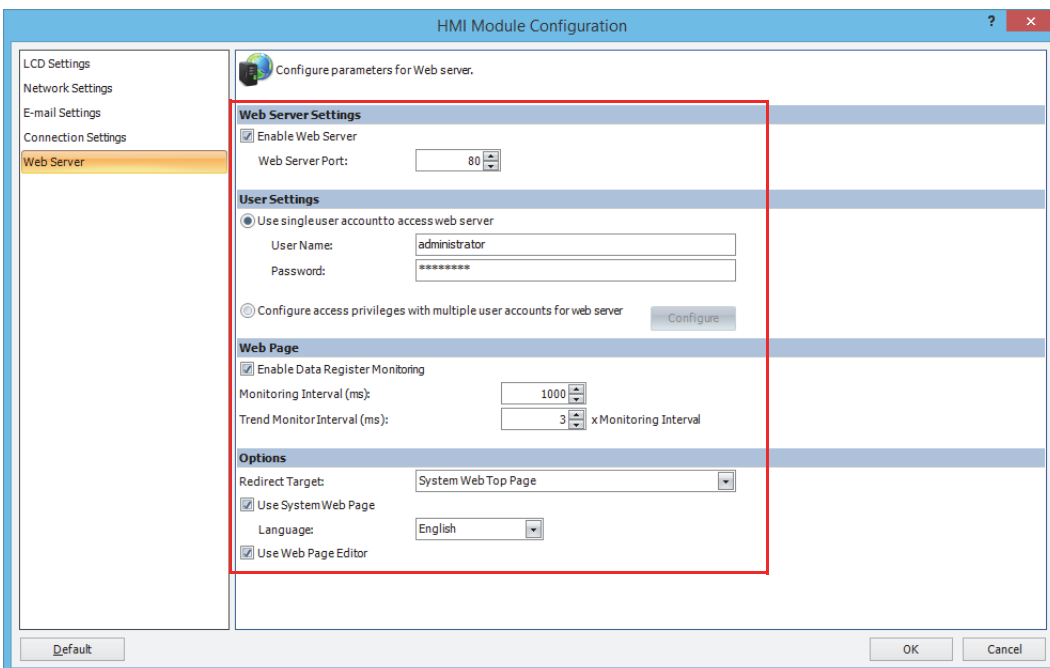 HMI Module Configuration
? ×
LCD Settings
Network Settings
E-mail Settings
Connection Settings
Web Server
Configure parameters for Web server.
Web Server Settings
Enable Web Server
Web Server Port: 80
User Settings
Use single user account to access web server
User Name: administrator
Password: ********
Configure access privileges with multiple user accounts for web server Configure
Web Page
Enable Data Register Monitoring
Monitoring Interval (ms): 1000
Trend Monitor Interval (ms): 3 x Monitoring Interval
Options
Redirect Target: System Web Top Page
Use System Web Page
Language: English
Use Web Page Editor
Default OK Cancel